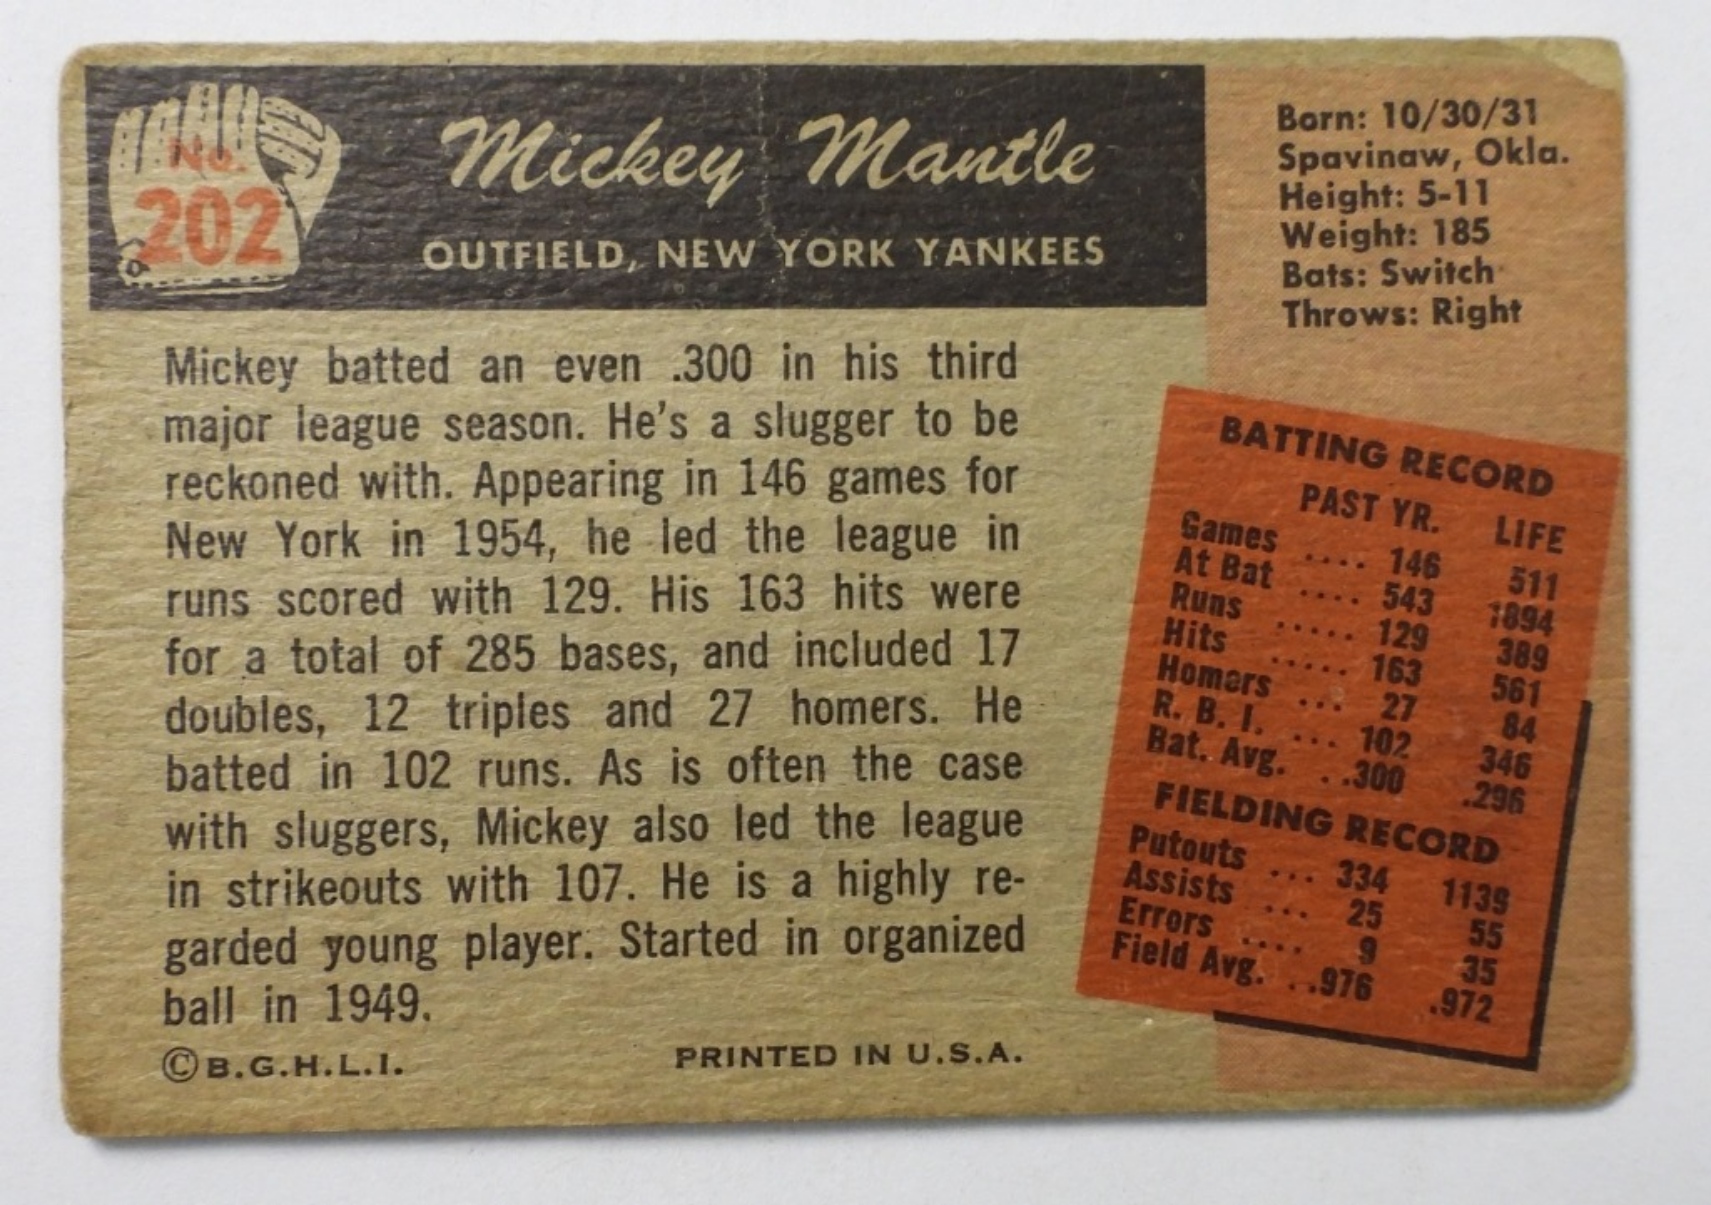 No.
202
Mickey Mantle
OUTFIELD, NEW YORK YANKEES
Born: 10/30/31
Spavinaw, Okla.
Height: 5-11
Weight: 185
Bats: Switch
Throws: Right
Mickey batted an even .300 in his third
major league season. He's a slugger to be
reckoned with. Appearing in 146 games for
New York in 1954, he led the league in
runs scored with 129. His 163 hits were
for a total of 285 bases, and included 17
doubles, 12 triples and 27 homers. He
batted in 102 runs. As is often the case
with sluggers, Mickey also led the league
in strikeouts with 107. He is a highly re-
garded young player. Started in organized
ball in 1949.
©B.G.H.L.I. PRINTED IN U.S.A.
BATTING RECORD
PAST YR. LIFE
Games .... 146 511
At Bat .... 543 1894
Runs ..... 129 389
Hits ..... 163 561
Homers ... 27 84
R. B. I. ... 102 346
Bat. Avg. . .300 .296
FIELDING RECORD
Putouts ... 334 1139
Assists ... 25 55
Errors .... 9 35
Field Avg. . .976 .972